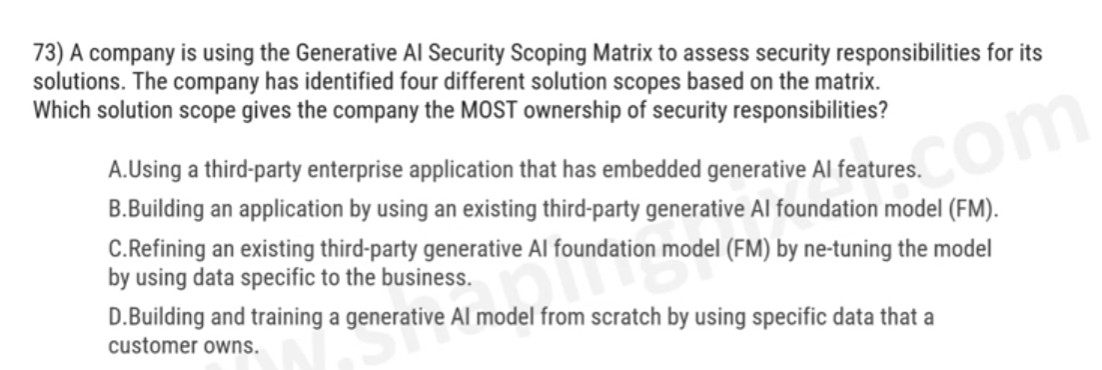 73) A company is using the Generative AI Security Scoping Matrix to assess security responsibilities for its
solutions. The company has identified four different solution scopes based on the matrix.
Which solution scope gives the company the MOST ownership of security responsibilities?
A.Using a third-party enterprise application that has embedded generative AI features.
B.Building an application by using an existing third-party generative AI foundation model (FM).
C.Refining an existing third-party generative AI foundation model (FM) by ne-tuning the model
by using data specific to the business.
D.Building and training a generative AI model from scratch by using specific data that a
customer owns.
w.shapingpixel.com